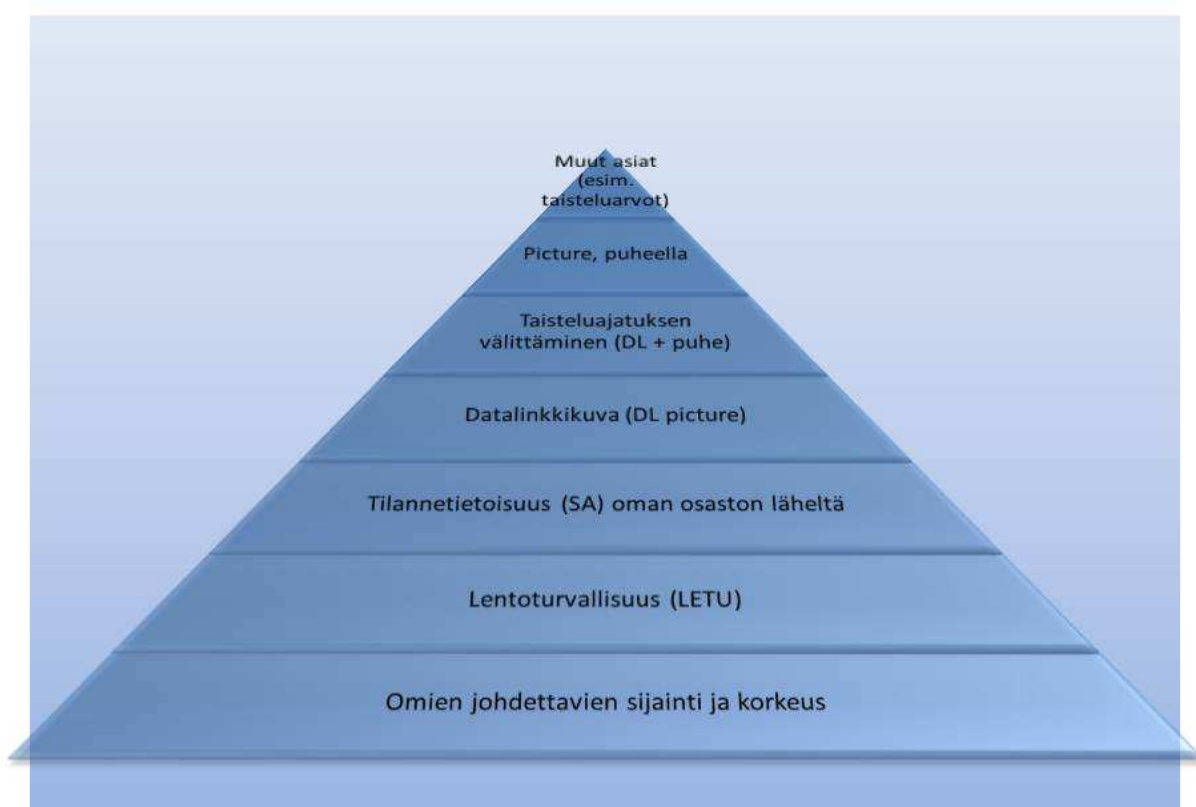 Muut asiat
(esim.
taisteluarvot)
Picture, puheella
Taisteluajatuksen
välittäminen (DL + puhe)
Datalinkkikuva (DL picture)
Tilannetietoisuus (SA) oman osaston läheltä
Lentoturvallisuus (LETU)
Omien johdettavien sijainti ja korkeus